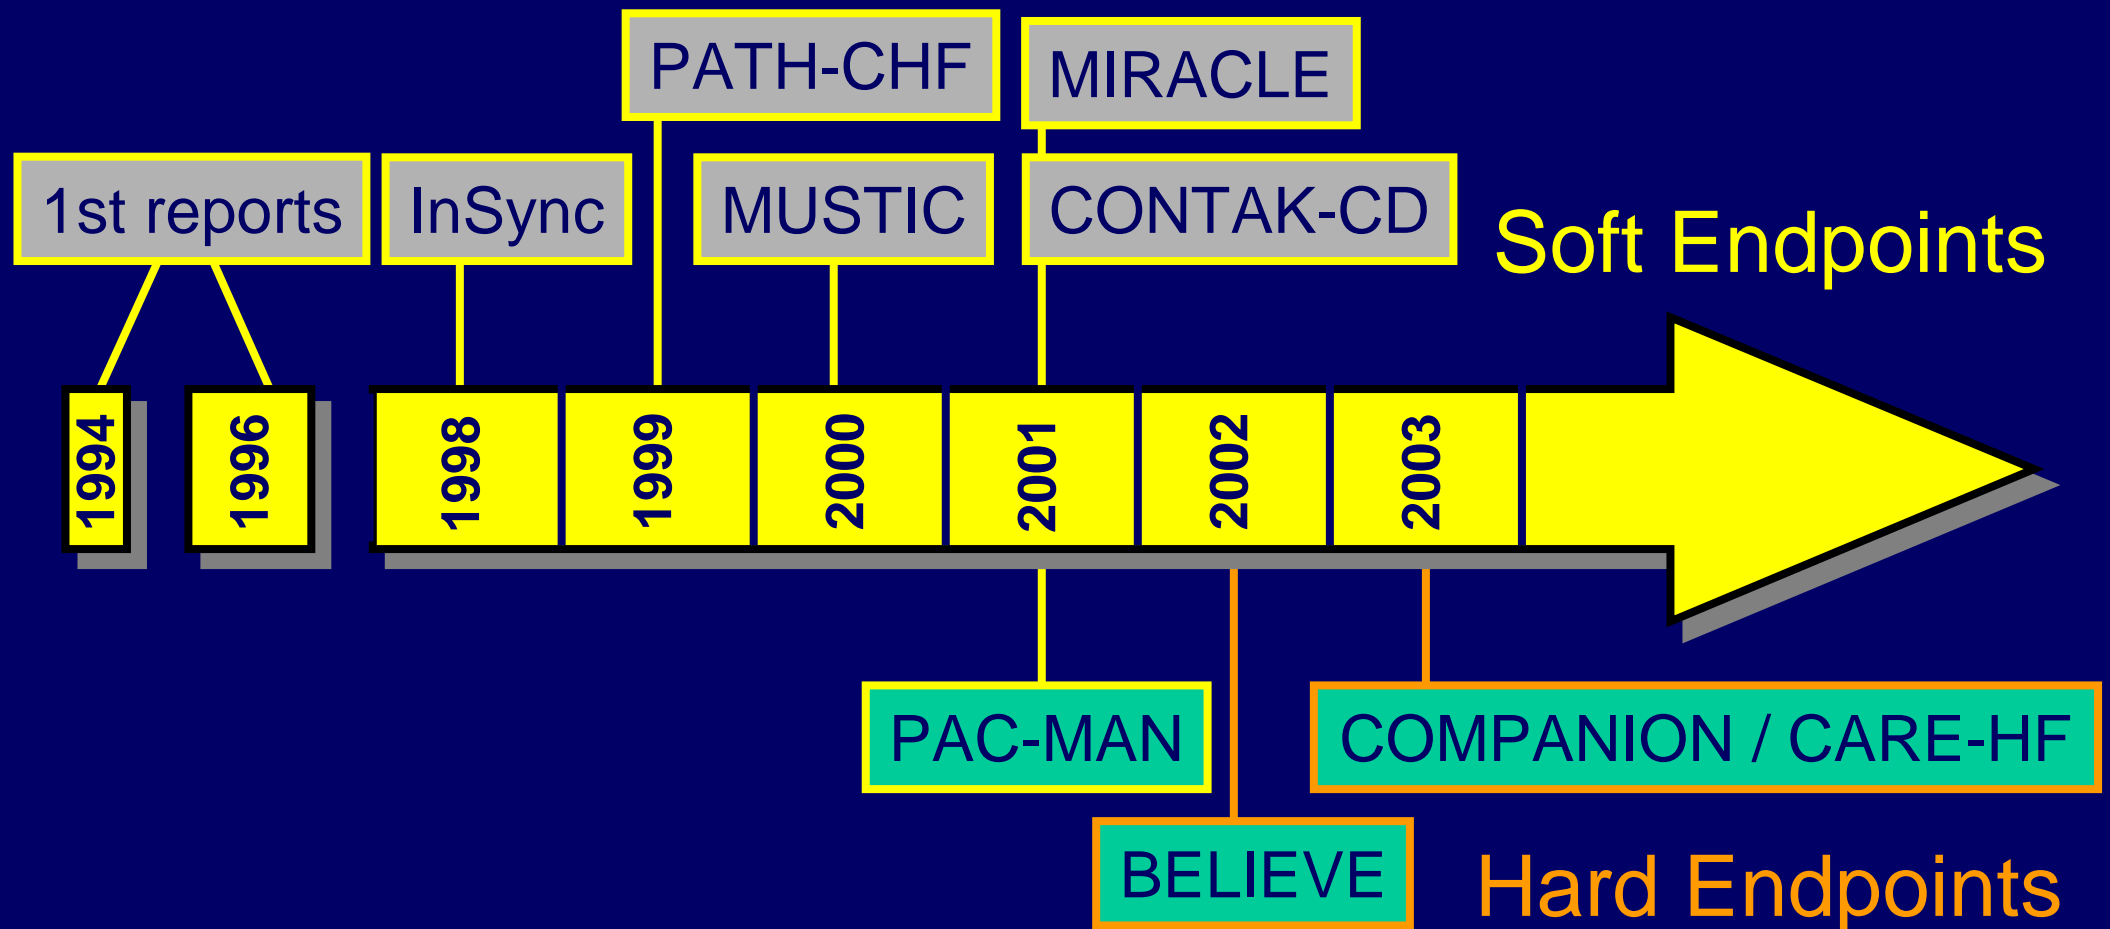 PATH-CHF
MIRACLE
1st reports
InSync
MUSTIC
CONTAK-CD
Soft Endpoints
1994
1996
1998
1999
2000
2001
2002
2003
PAC-MAN
COMPANION / CARE-HF
BELIEVE
Hard Endpoints